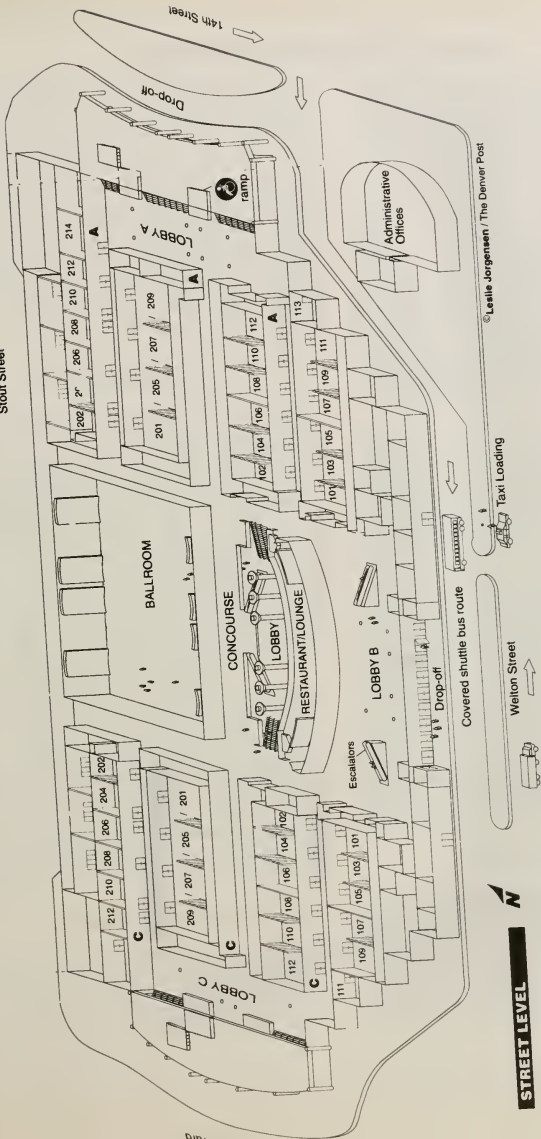 Stout Street
14th Street
Drop-off
LOBBY A
ramp
A
214
212
210
208
206
202
A
209
207
205
201
A
112
110
108
106
104
102
113
111
109
107
105
103
101
BALLROOM
CONCOURSE
LOBBY
RESTAURANT/LOUNGE
LOBBY B
Escalators
Drop-off
Covered shuttle bus route
Welton Street
Taxi Loading
Administrative
Offices
©Leslie Jorgensen / The Denver Post
202
204
206
208
210
212
C
201
205
207
209
C
LOBBY C
102
104
106
108
110
112
C
101
103
105
107
109
111
N
STREET LEVEL